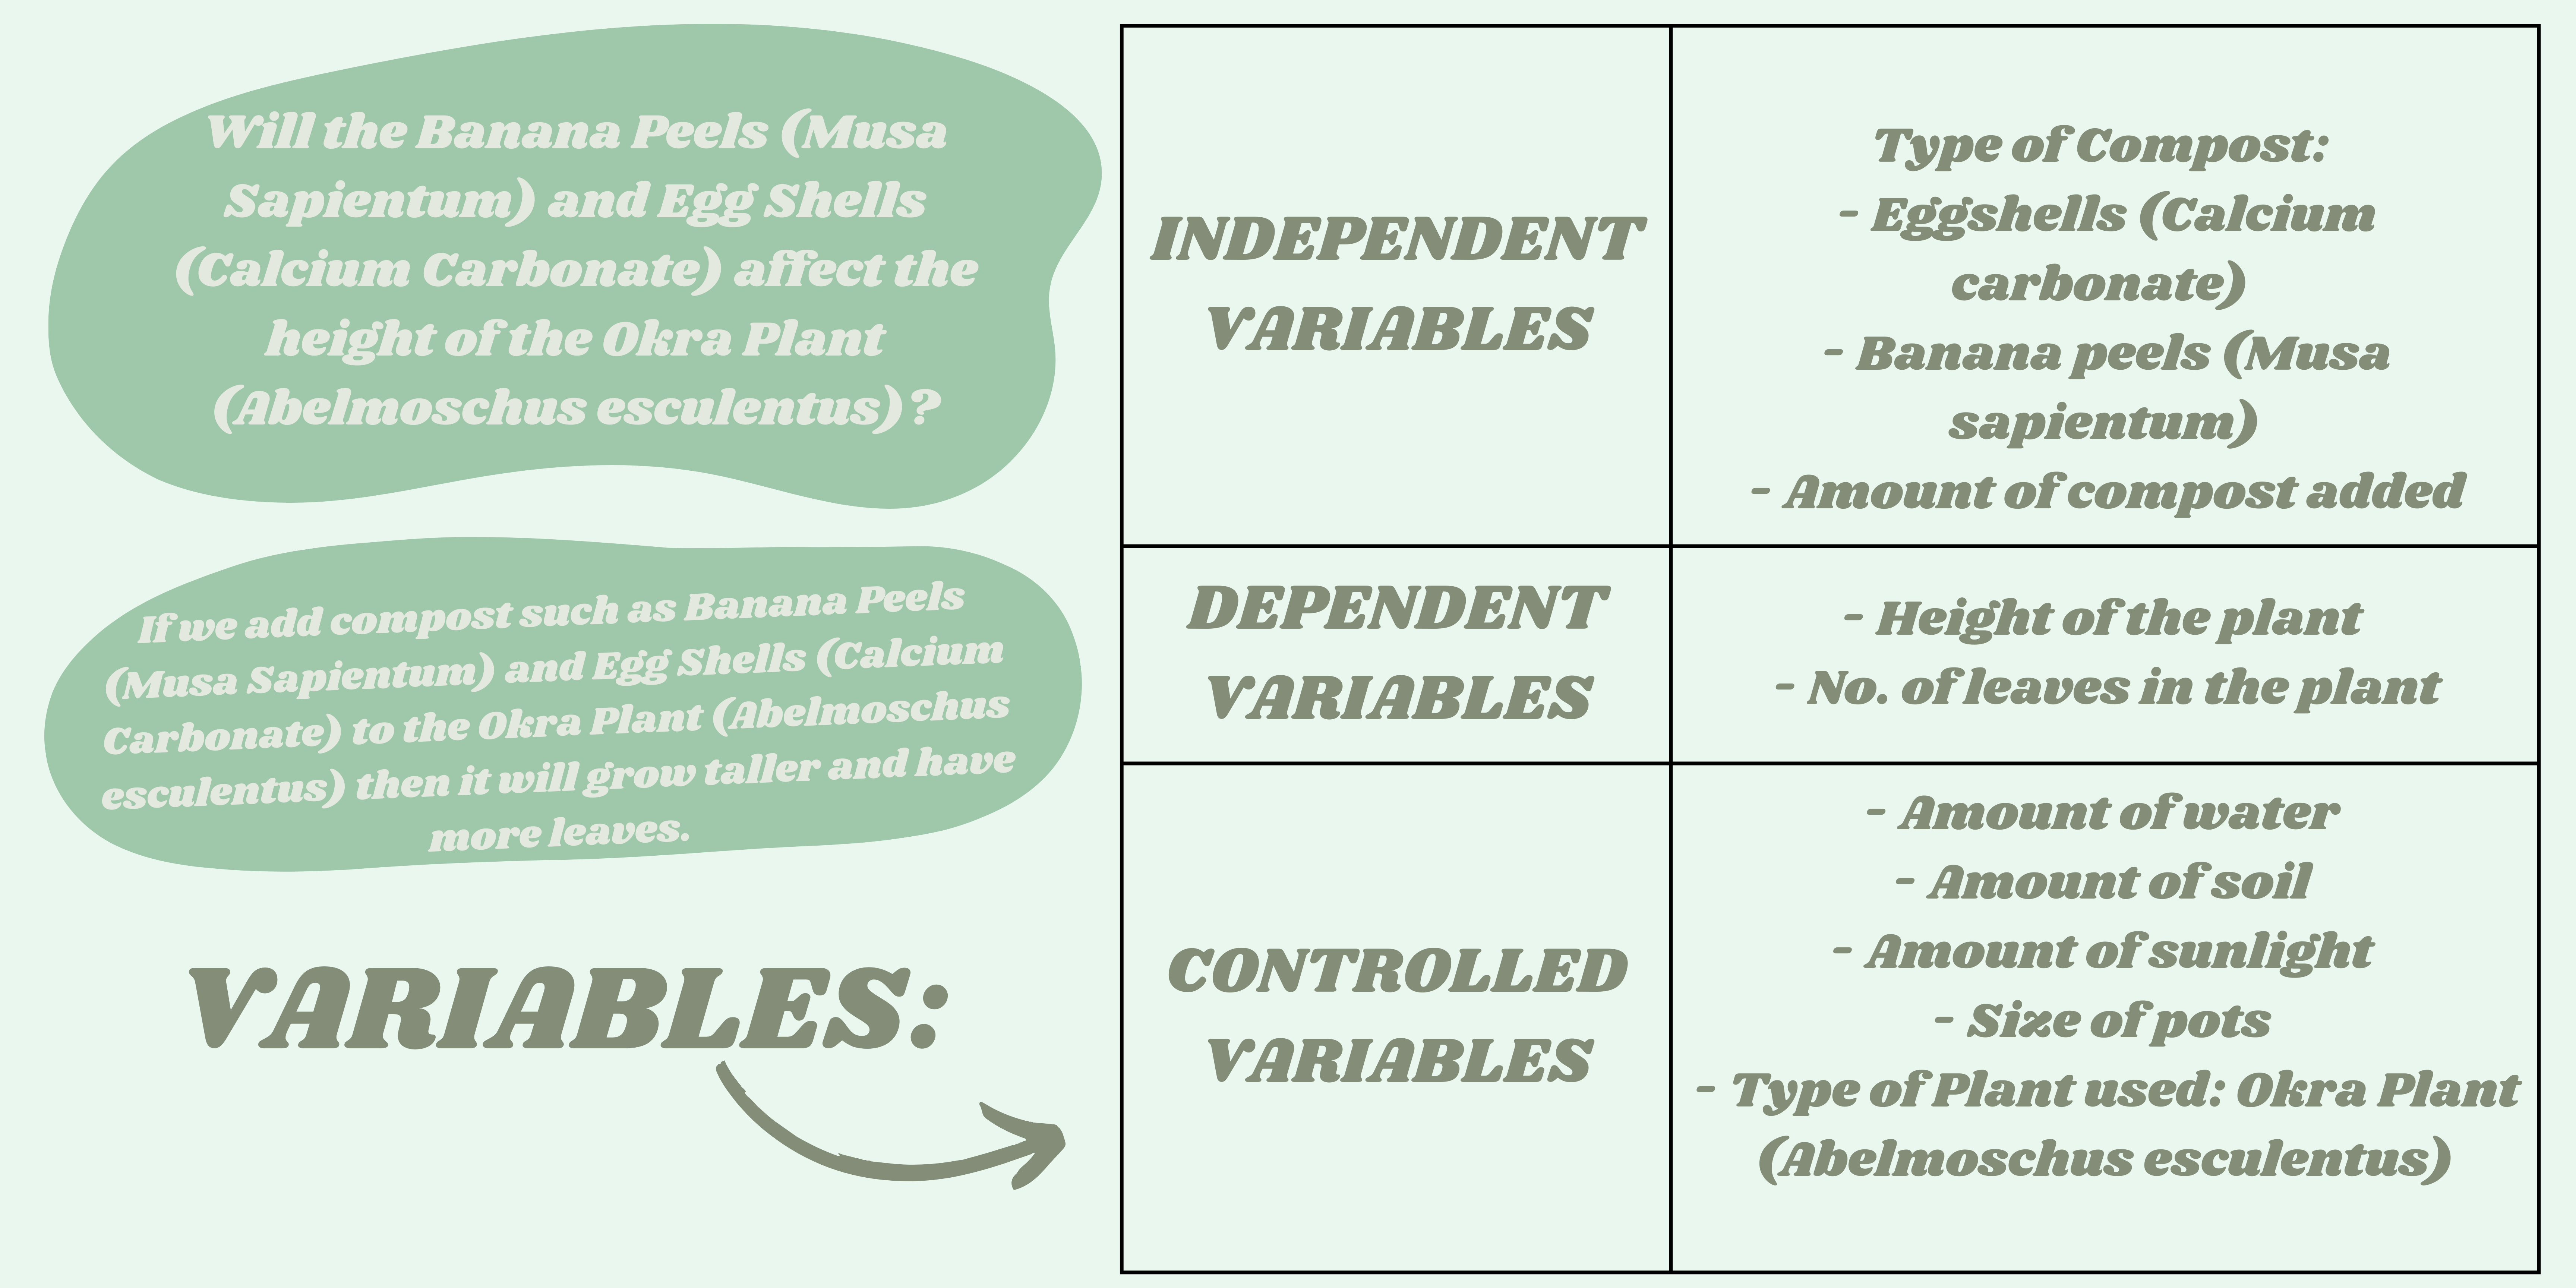 Will the Banana Peels (Musa
Sapientum) and Egg Shells
(Calcium Carbonate) affect the
height of the Okra Plant
(Abelmoschus esculentus)?
If we add compost such as Banana Peels
(Musa Sapientum) and Egg Shells (Calcium
Carbonate) to the Okra Plant (Abelmoschus
esculentus) then it will grow taller and have
more leaves.
VARIABLES:
INDEPENDENT
VARIABLES
Type of Compost:
- Eggshells (Calcium
carbonate)
- Banana peels (Musa
sapientum)
- Amount of compost added
DEPENDENT
VARIABLES
- Height of the plant
- No. of leaves in the plant
CONTROLLED
VARIABLES
- Amount of water
- Amount of soil
- Amount of sunlight
- Size of pots
- Type of Plant used: Okra Plant
(Abelmoschus esculentus)